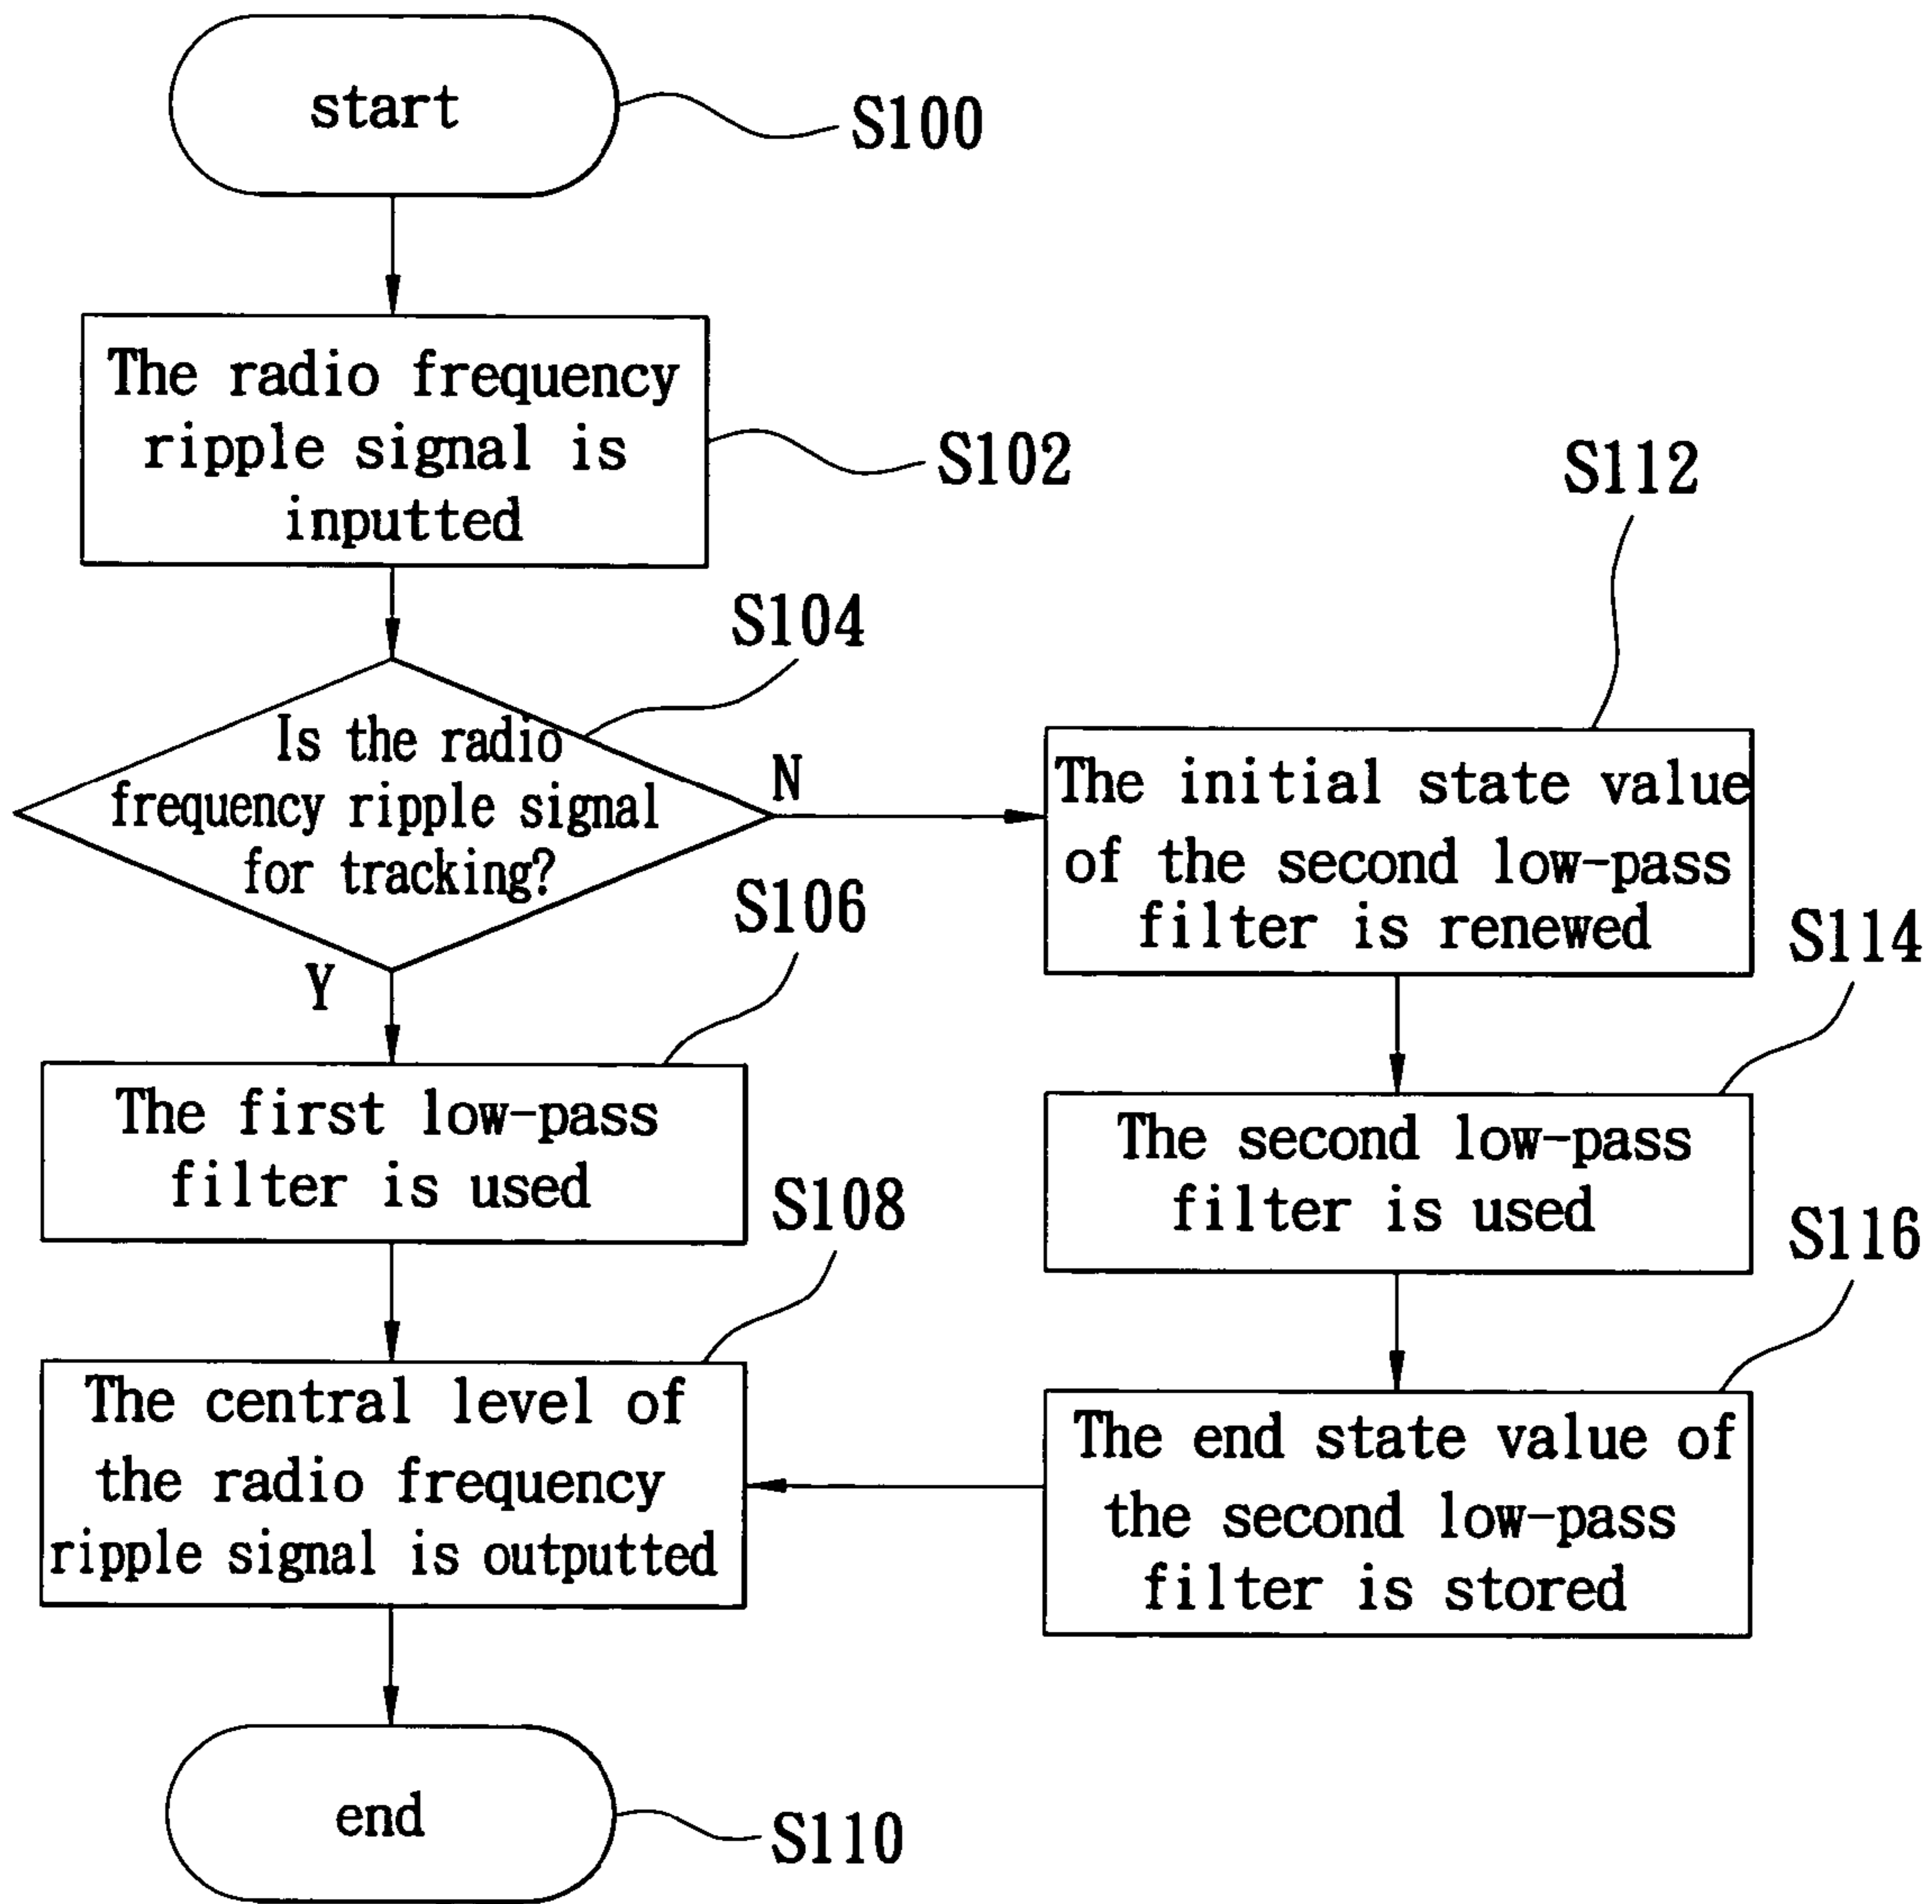 start
S100
The radio frequency
ripple signal is
inputted
S102
S104
Is the radio
frequency ripple signal
for tracking?
N
Y
S106
The first low-pass
filter is used
S108
The central level of
the radio frequency
ripple signal is outputted
end
S110
S112
The initial state value
of the second low-pass
filter is renewed
S114
The second low-pass
filter is used
S116
The end state value of
the second low-pass
filter is stored